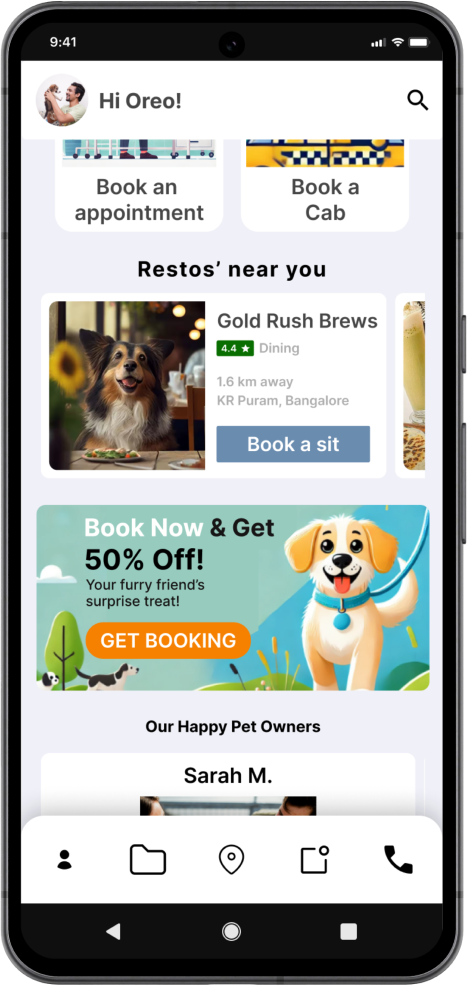 9:41
Hi Oreo!
Book an
appointment
Book a
Cab
Restos’ near you
Gold Rush Brews
4.4 ★ Dining
1.6 km away
KR Puram, Bangalore
Book a sit
Book Now & Get
50% Off!
Your furry friend’s
surprise treat!
GET BOOKING
Our Happy Pet Owners
Sarah M.